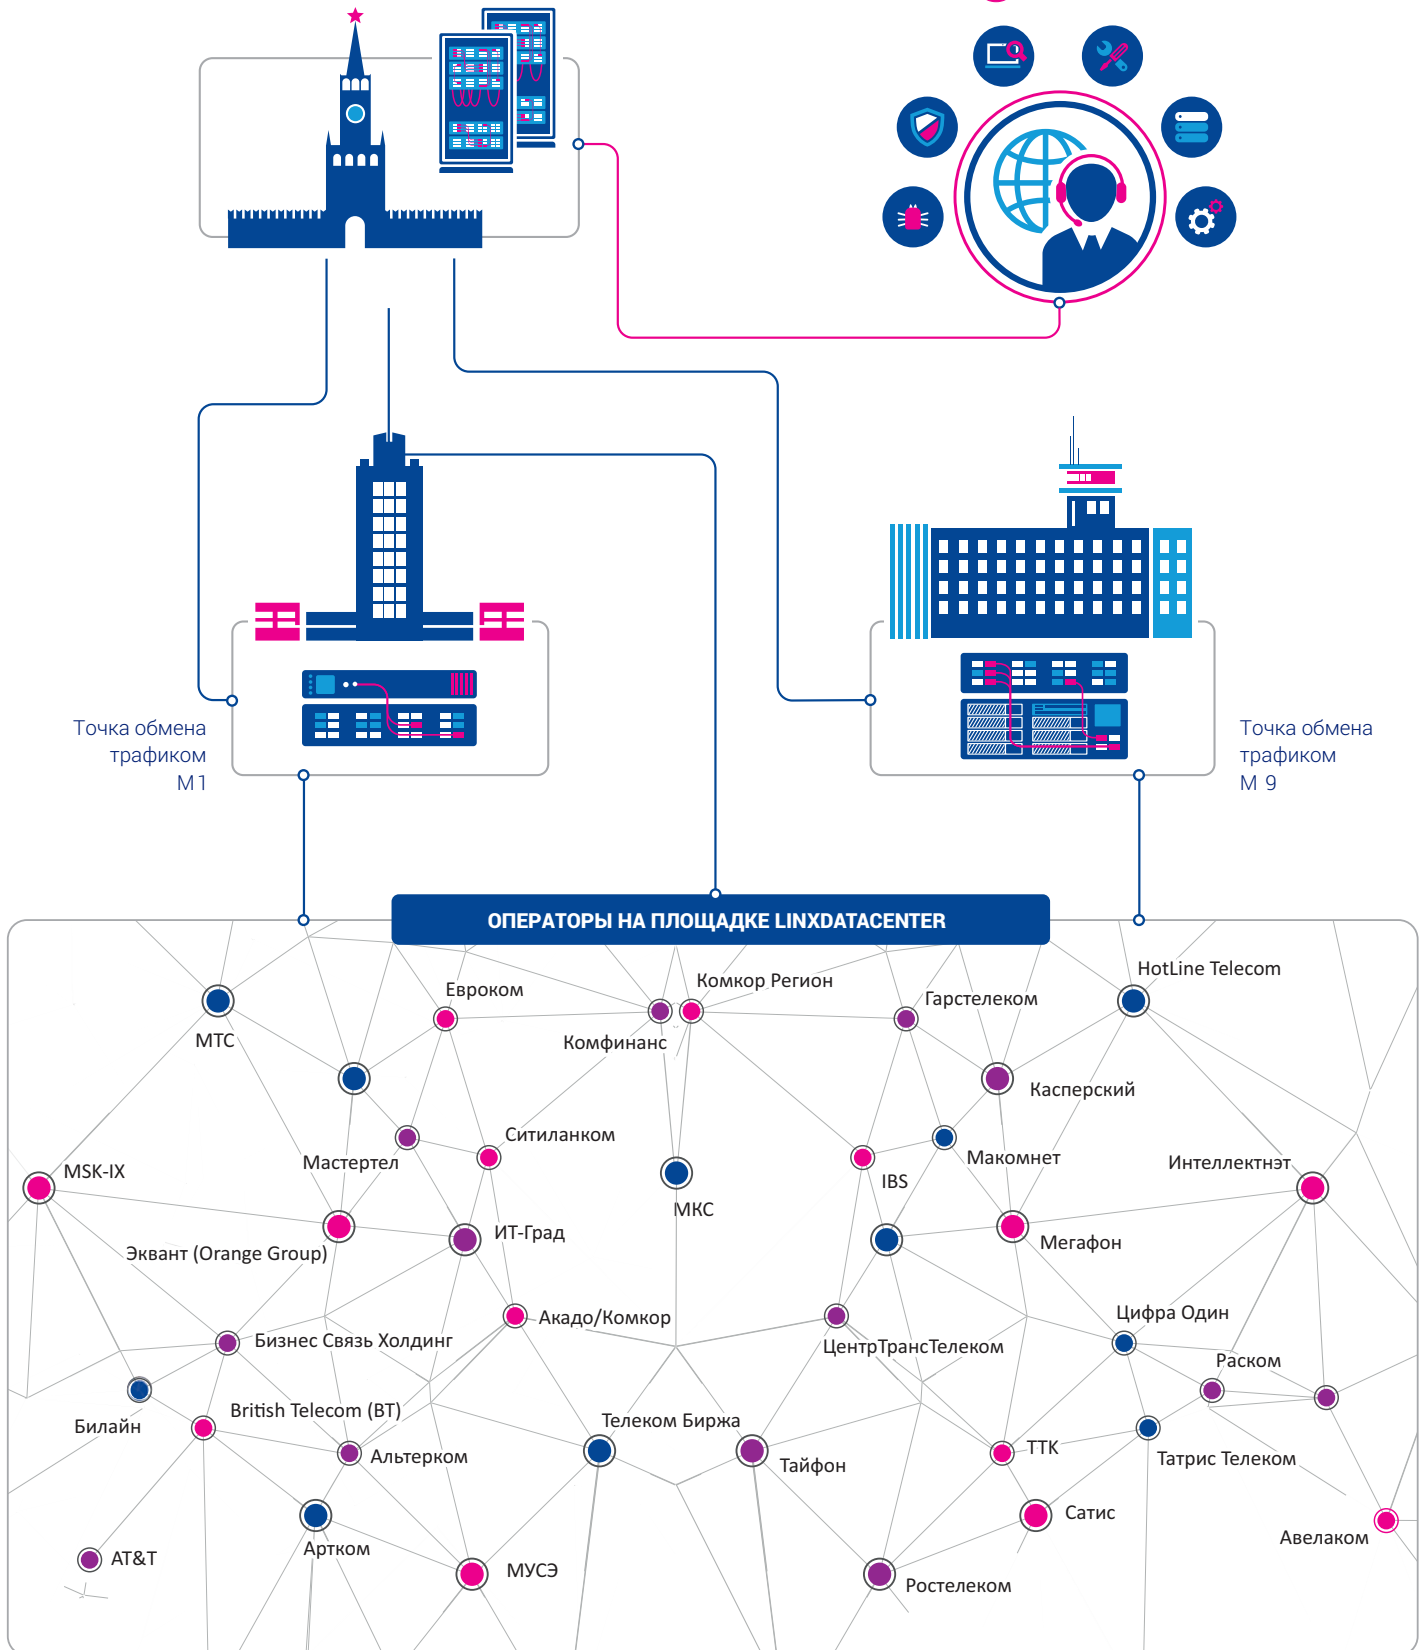 Точка обмена
трафиком
М1
Точка обмена
трафиком
М 9
ОПЕРАТОРЫ НА ПЛОЩАДКЕ LINXDATACENTER
МТС
Евроком
Комкор Регион
Комфинанс
Гарстелеком
HotLine Telecom
Касперский
Ситиланком
Мастертел
MSK-IX
МКС
IBS
Макомнет
Интеллектнэт
Эквант (Orange Group)
ИТ-Град
Мегафон
Акадо/Комкор
Цифра Один
Бизнес Связь Холдинг
ЦентрТрансТелеком
Раском
Билайн
British Telecom (BT)
Телеком Биржа
Альтерком
Тайфон
ТТК
Татрис Телеком
Сатис
Авелаком
Артком
AT&T
МУСЭ
Ростелеком